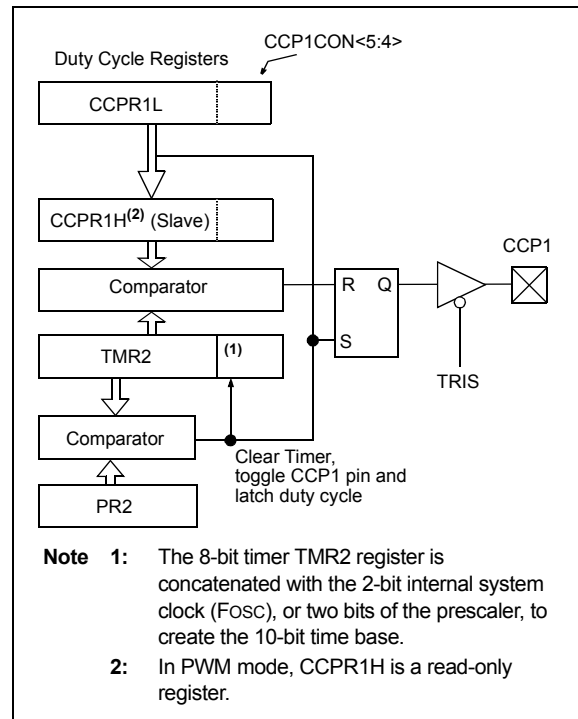 CCP1CON<5:4>
Duty Cycle Registers
CCPR1L
CCPR1H(2) (Slave)
CCP1
Comparator
R Q
S
TMR2
(1)
TRIS
Comparator
Clear Timer,
toggle CCP1 pin and
latch duty cycle
PR2
Note 1: The 8-bit timer TMR2 register is
concatenated with the 2-bit internal system
clock (FOSC), or two bits of the prescaler, to
create the 10-bit time base.
2: In PWM mode, CCPR1H is a read-only
register.